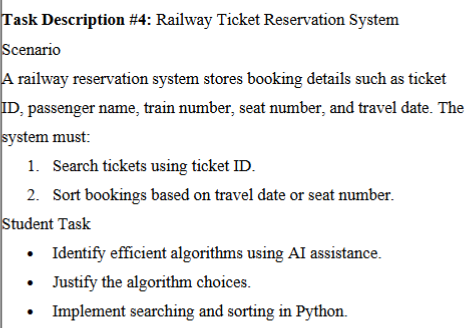 Task Description #4: Railway Ticket Reservation System
Scenario
A railway reservation system stores booking details such as ticket
ID, passenger name, train number, seat number, and travel date. The
system must:
1. Search tickets using ticket ID.
2. Sort bookings based on travel date or seat number.
Student Task
• Identify efficient algorithms using AI assistance.
• Justify the algorithm choices.
• Implement searching and sorting in Python.